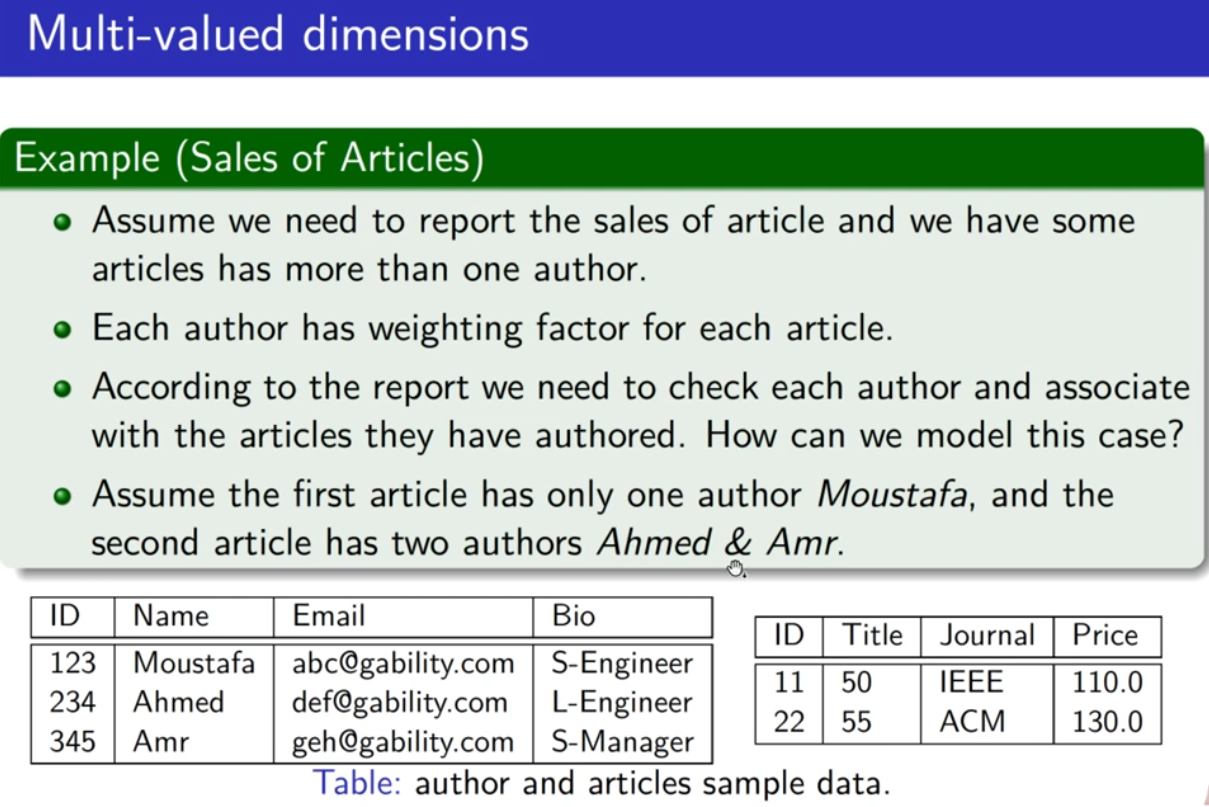 Multi-valued dimensions
Example (Sales of Articles)
Assume we need to report the sales of article and we have some
articles has more than one author.
Each author has weighting factor for each article.
According to the report we need to check each author and associate
with the articles they have authored. How can we model this case?
Assume the first article has only one author Moustafa, and the
second article has two authors Ahmed & Amr.
ID Name Email Bio
123 Moustafa abc@gability.com S-Engineer
234 Ahmed def@gability.com L-Engineer
345 Amr geh@gability.com S-Manager
ID Title Journal Price
11 50 IEEE 110.0
22 55 ACM 130.0
Table: author and articles sample data.